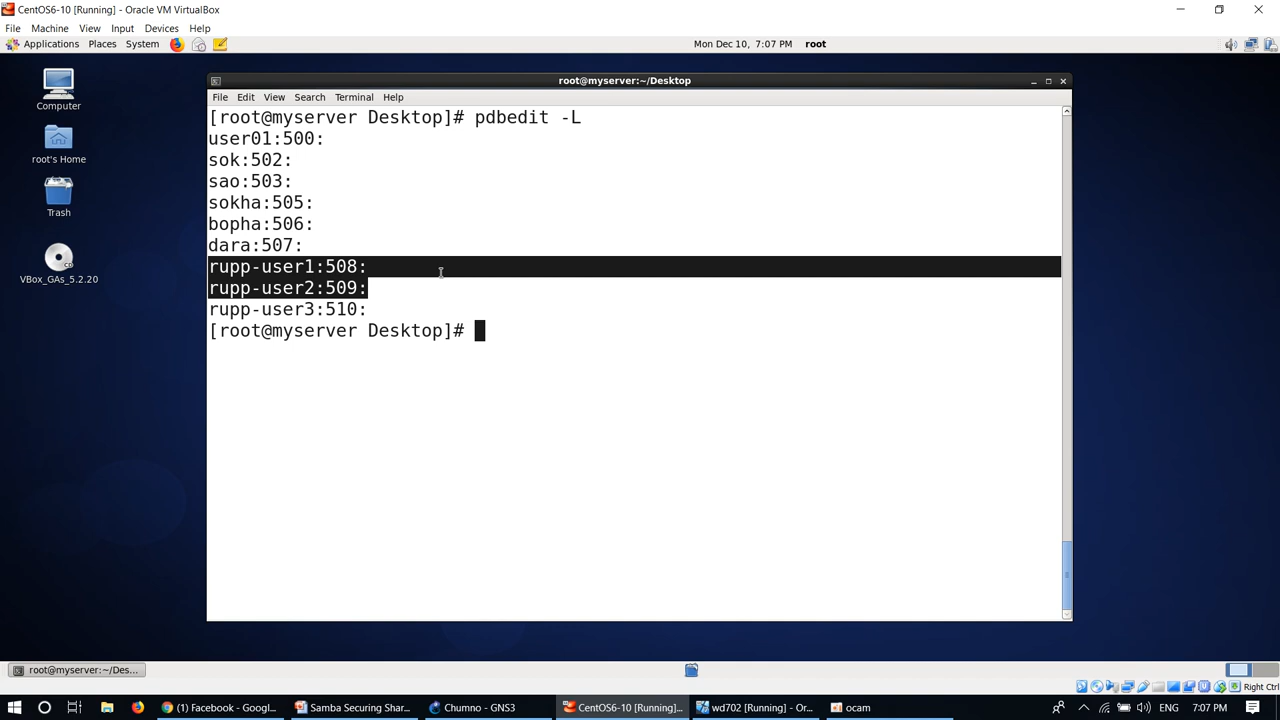 CentOS6-10 [Running] - Oracle VM VirtualBox
File Machine View Input Devices Help
Applications Places System Mon Dec 10, 7:07 PM root
root@myserver:~/Desktop
File Edit View Search Terminal Help
[root@myserver Desktop]# pdbedit -L
user01:500:
sok:502:
sao:503:
sokha:505:
bopha:506:
dara:507:
rupp-user1:508:
rupp-user2:509:
rupp-user3:510:
[root@myserver Desktop]#
Computer
root's Home
Trash
VBox_GAs_5.2.20
root@myserver:~/Des...
Right Ctrl
(1) Facebook - Googl...
Samba Securing Shar...
Chumno - GNS3
CentOS6-10 [Running]...
wd702 [Running] - Or...
ocam
ENG
7:07 PM